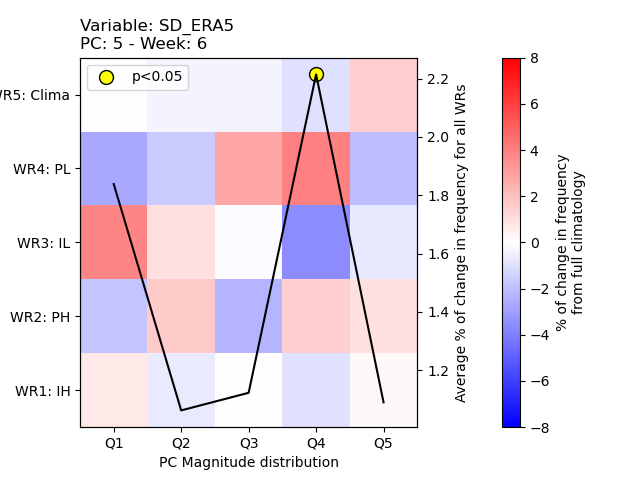 Variable: SD_ERA5
PC: 5 - Week: 6
p<0.05
WR5: Clima
WR4: PL
WR3: IL
WR2: PH
WR1: IH
Q1 Q2 Q3 Q4 Q5
PC Magnitude distribution
2.2
2.0
1.8
1.6
1.4
1.2
Average % of change in frequency for all WRs
8
6
4
2
0
−2
−4
−6
−8
% of change in frequency
from full climatology